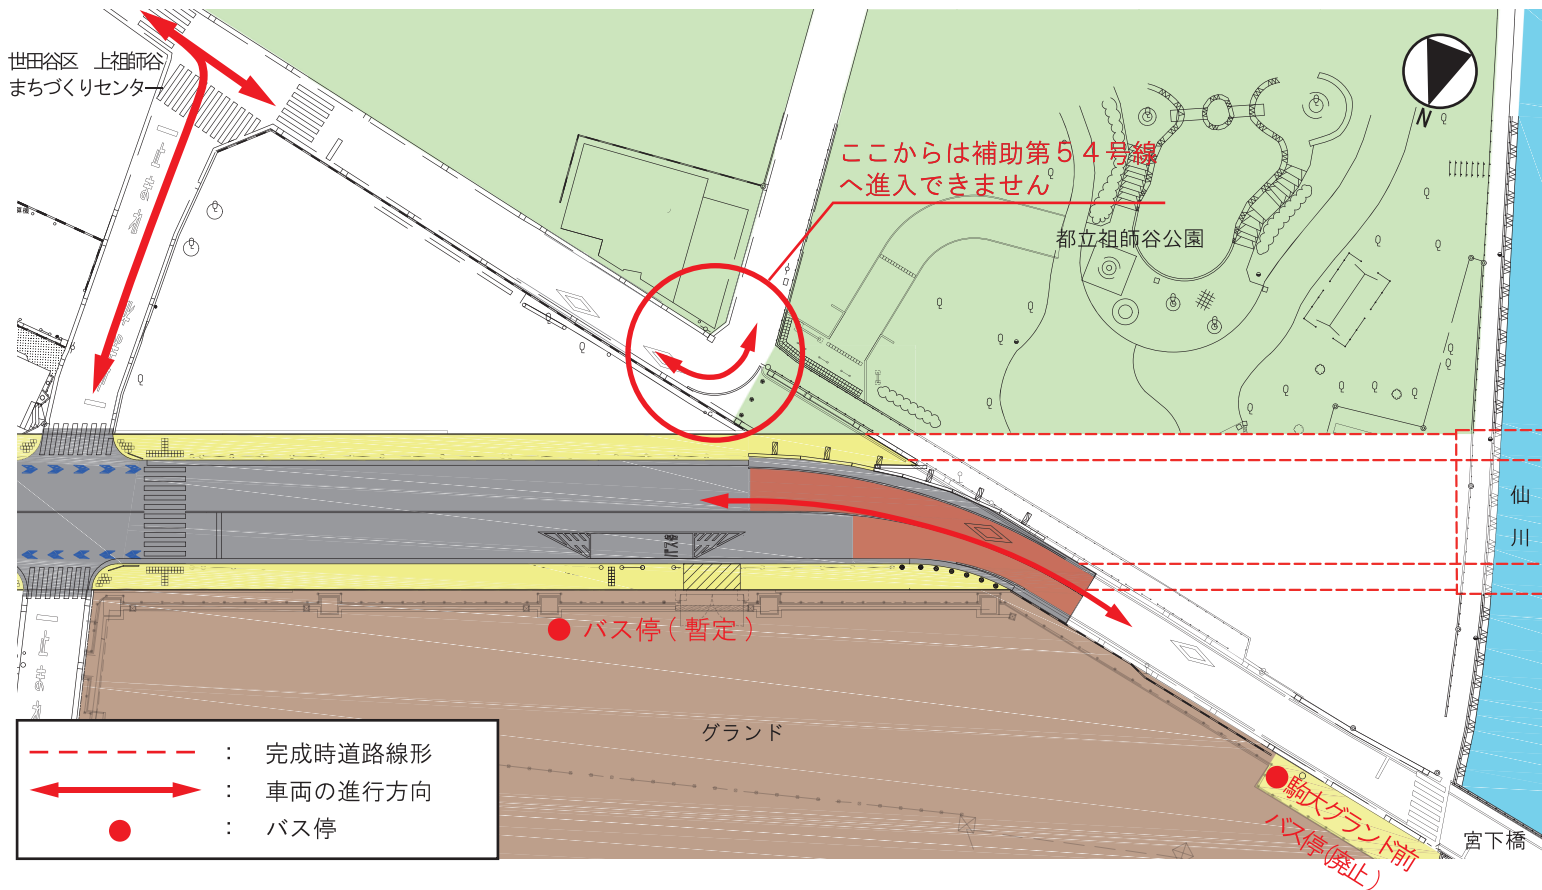 世田谷区　上祖師谷
まちづくりセンター
N
ここからは補助第５４号線
へ進入できません
都立祖師谷公園
仙
川
バス停（暫定）
グランド
： 完成時道路線形
： 車両の進行方向
： バス停
駒大グランド前
バス停（廃止）
宮下橋